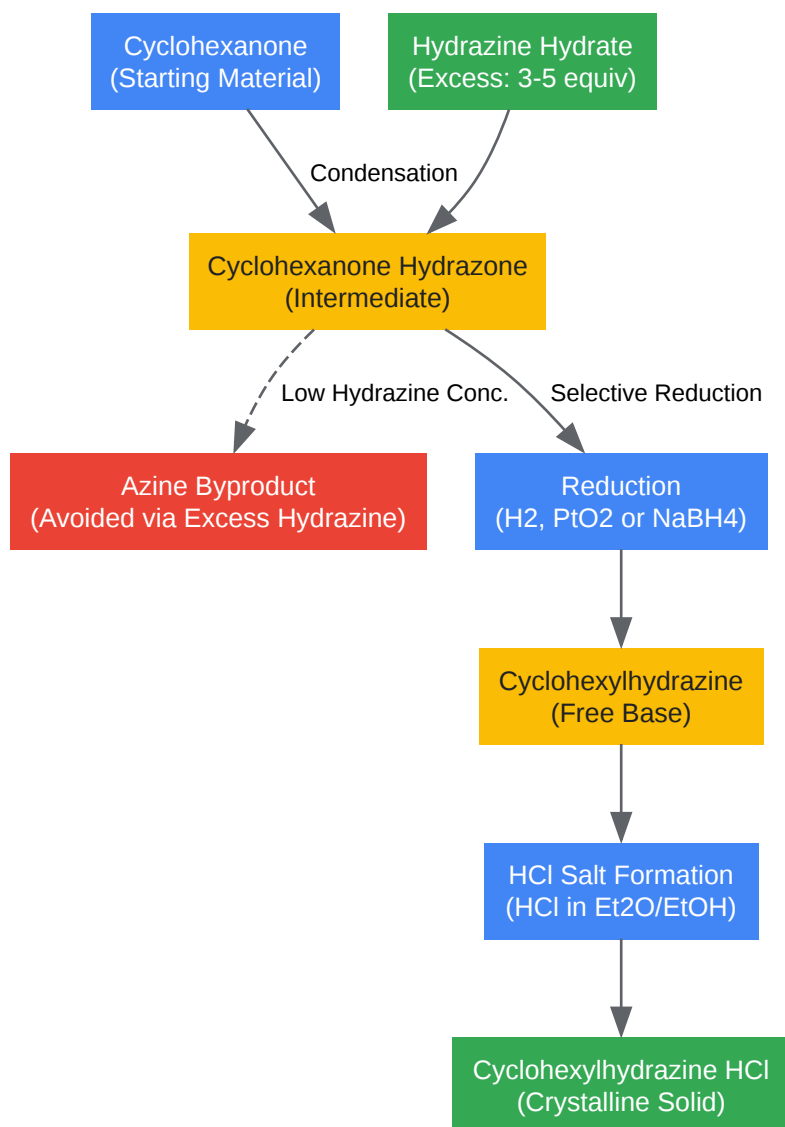 Cyclohexanone
(Starting Material)
Hydrazine Hydrate
(Excess: 3-5 equiv)
Condensation
Cyclohexanone Hydrazone
(Intermediate)
Low Hydrazine Conc.
Selective Reduction
Azine Byproduct
(Avoided via Excess Hydrazine)
Reduction
(H2, PtO2 or NaBH4)
Cyclohexylhydrazine
(Free Base)
HCl Salt Formation
(HCl in Et2O/EtOH)
Cyclohexylhydrazine HCl
(Crystalline Solid)